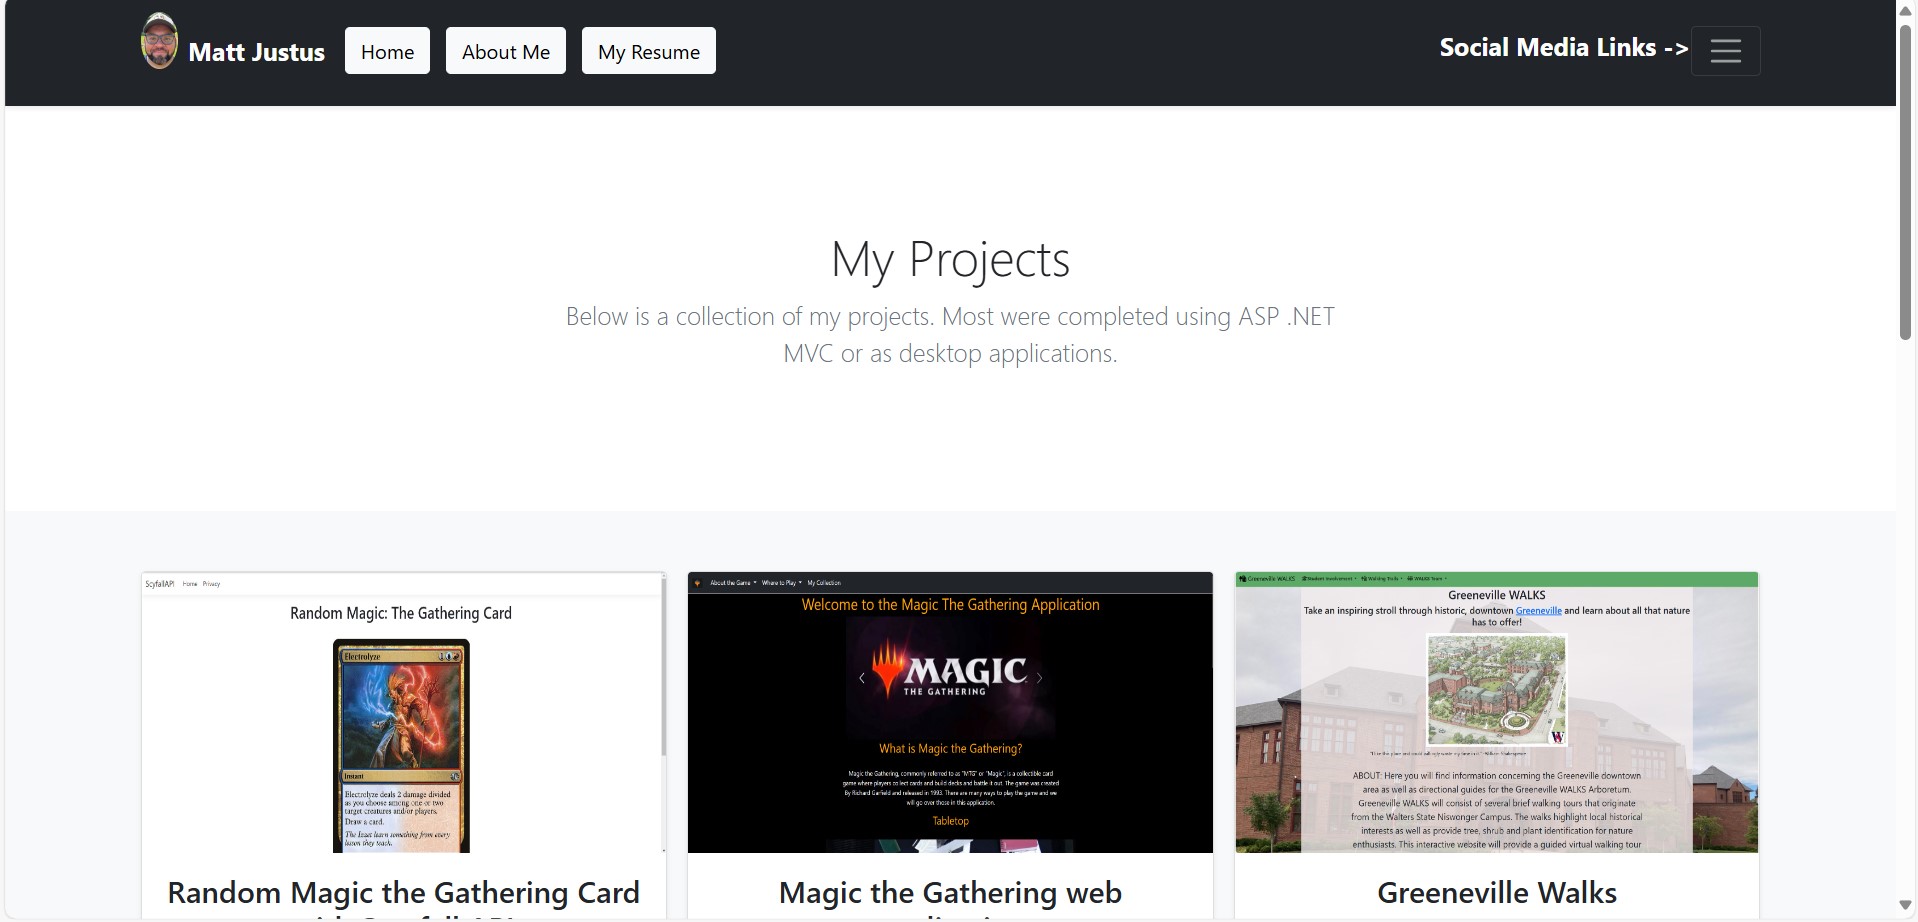 Matt Justus
Home
About Me
My Resume
Social Media Links ->
My Projects
Below is a collection of my projects. Most were completed using ASP .NET
MVC or as desktop applications.
ScyfallAPI Home Privacy
Random Magic: The Gathering Card
Electrolyze
Instant
Electrolyze deals 2 damage divided
as you choose among one or two
target creatures and/or players.
Draw a card.
The Izzet learn something from every
lesson they teach.
Random Magic the Gathering Card
About the Game Where to Play My Collection
Welcome to the Magic The Gathering Application
MAGIC
THE GATHERING
What is Magic the Gathering?
Magic the Gathering, commonly referred to as "MTG" or "Magic", is a collectible card
game where players co lect cards and build decks and battle it out. The game was created
By Richard Garfield and released in 1993. There are many ways to play the game and we
will go over those in this application.
Tabletop
Magic the Gathering web
Greeneville WALKS Student Involvement Walking Trails WALKS Team
Greeneville WALKS
Take an inspiring stroll through historic, downtown Greeneville and learn about all that nature
has to offer!
W
ABOUT: Here you will find information concerning the Greeneville downtown
area as well as directional guides for the Greeneville WALKS Arboretum.
Greeneville WALKS will consist of several brief walking tours that originate
from the Walters State Niswonger Campus. The walks highlight local historical
interests as well as provide tree, shrub and plant identification for nature
enthusiasts. This interactive website will provide a guided virtual walking tour
Greeneville Walks